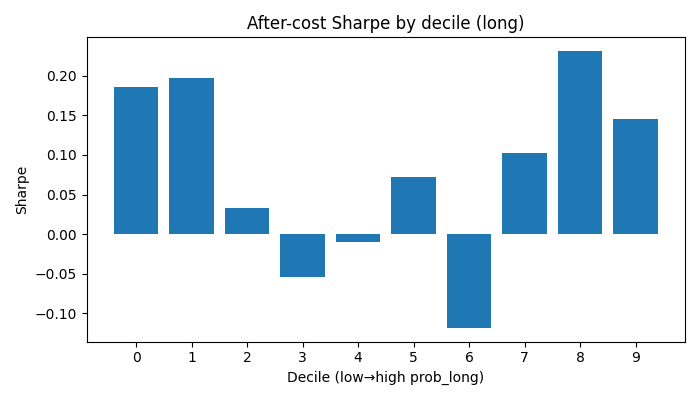 After-cost Sharpe by decile (long)
Sharpe
0.20
0.15
0.10
0.05
0.00
−0.05
−0.10
0 1 2 3 4 5 6 7 8 9
Decile (low→high prob_long)